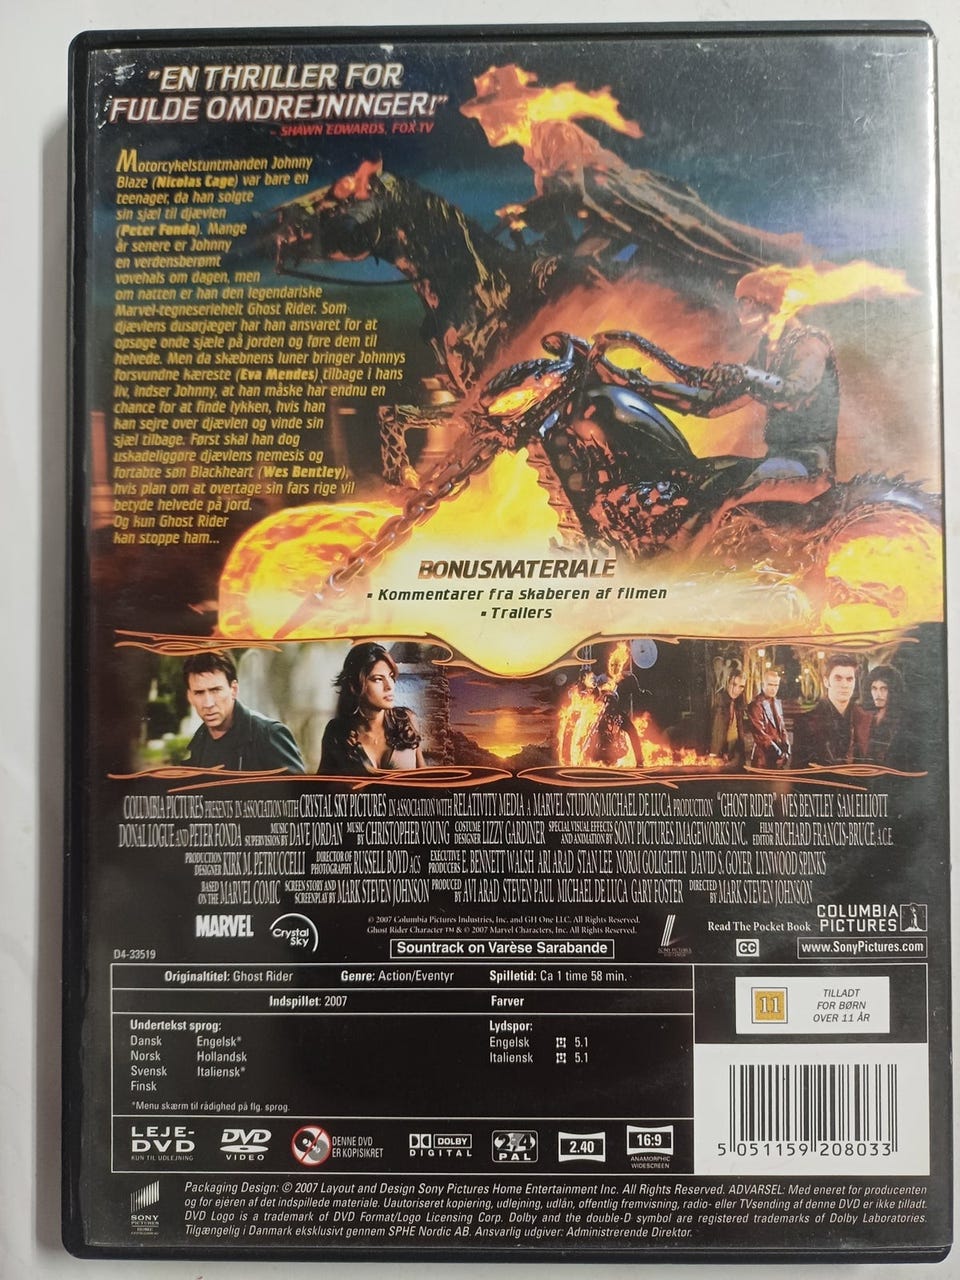 "EN THRILLER FOR
FULDE OMDREJNINGER!"
- SHAWN EDWARDS, FOX TV
Motorcykelstuntmanden Johnny
Blaze (Nicolas Cage) var bare en
teenager, da han solgte
sin sjæl til djævlen
(Peter Fonda). Mange
år senere er Johnny
en verdensberømt
vovehals om dagen, men
om natten er han den legendariske
Marvel-tegneseriehelt Ghost Rider. Som
djævlens dusørjæger har han ansvaret for at
opsøge onde sjæle på jorden og føre dem til
helvede. Men da skæbnens luner bringer Johnnys
forsvundne kæreste (Eva Mendes) tilbage i hans
liv, indser Johnny, at han måske har endnu en
chance for at finde lykken, hvis han
kan sejre over djævlen og vinde sin
sjæl tilbage. Først skal han dog
uskadeliggøre djævlens nemesis og
fortabte søn Blackheart (Wes Bentley),
hvis plan om at overtage sin fars rige vil
betyde helvede på jord.
Og kun Ghost Rider
kan stoppe ham...
BONUSMATERIALE
• Kommentarer fra skaberen af filmen
• Trailers
COLUMBIA PICTURES PRESENTS IN ASSOCIATION WITH CRYSTAL SKY PICTURES IN ASSOCIATION WITH RELATIVITY MEDIA A MARVEL STUDIOS/MICHAEL DE LUCA PRODUCTION "GHOST RIDER" WES BENTLEY SAM ELLIOTT
DONAL LOGUE AND PETER FONDA MUSIC SUPERVISION BY DAVE JORDAN MUSIC BY CHRISTOPHER YOUNG COSTUME DESIGNER LIZZY GARDINER SPECIAL VISUAL EFFECTS AND ANIMATION BY SONY PICTURES IMAGEWORKS INC. FILM EDITOR RICHARD FRANCIS-BRUCE, A.C.E.
PRODUCTION DESIGNER KIRK M. PETRUCCELLI DIRECTOR OF PHOTOGRAPHY RUSSELL BOYD ACS EXECUTIVE PRODUCERS E. BENNETT WALSH ARI ARAD STAN LEE NORM GOLIGHTLY DAVID S. GOYER LYNWOOD SPINKS
BASED ON THE MARVEL COMIC SCREEN STORY AND SCREENPLAY BY MARK STEVEN JOHNSON PRODUCED BY AVI ARAD STEVEN PAUL MICHAEL DE LUCA GARY FOSTER DIRECTED BY MARK STEVEN JOHNSON
MARVEL
Crystal Sky
© 2007 Columbia Pictures Industries, Inc. and GH One LLC. All Rights Reserved.
Ghost Rider Character TM & © 2007 Marvel Characters, Inc. All Rights Reserved.
Sountrack on Varèse Sarabande
Read The Pocket Book
COLUMBIA
PICTURES
CC
www.SonyPictures.com
D4-33519
Originaltitel: Ghost Rider Genre: Action/Eventyr Spilletid: Ca 1 time 58 min.
Indspillet: 2007 Farver
Undertekst sprog:
Dansk Engelsk*
Norsk Hollandsk
Svensk Italiensk*
Finsk
*Menu skærm til rådighed på flg. sprog.
Lydspor:
Engelsk 5.1
Italiensk 5.1
11
TILLADT
FOR BØRN
OVER 11 ÅR
5 051159 208033
LEJE-
DVD
KUN TIL UDLEJNING
DVD
VIDEO
DENNE DVD
ER KOPISIKRET
DOLBY
DIGITAL
2 4
PAL
2.40
16:9
ANAMORPHIC
WIDESCREEN
SONY
PICTURES
Packaging Design: © 2007 Layout and Design Sony Pictures Home Entertainment Inc. All Rights Reserved. ADVARSEL: Med eneret for producenten
og for ejeren af det indspillede materiale. Uautoriseret kopiering, udlejning, udlån, offentlig fremvisning, radio- eller TVsending af denne DVD er ikke tilladt.
DVD Logo is a trademark of DVD Format/Logo Licensing Corp. Dolby and the double-D symbol are registered trademarks of Dolby Laboratories.
Tilgængelig i Danmark eksklusivt gennem SPHE Nordic AB. Ansvarlig udgiver: Administrerende Direktør.